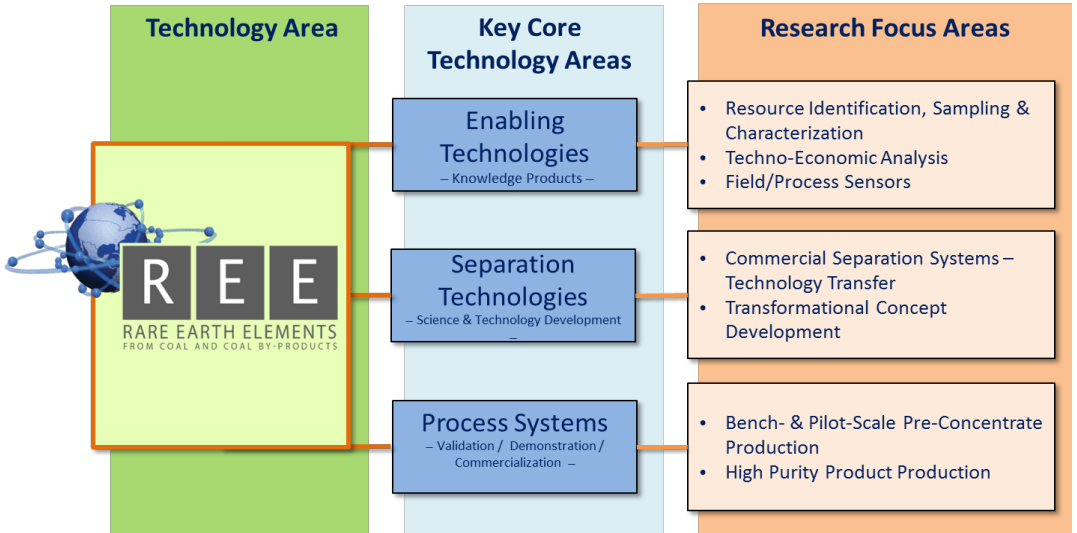 Technology Area
Key Core
Technology Areas
Research Focus Areas
REE
RARE EARTH ELEMENTS
FROM COAL AND COAL BY-PRODUCTS
Enabling
Technologies
– Knowledge Products –
• Resource Identification, Sampling &
Characterization
• Techno-Economic Analysis
• Field/Process Sensors
Separation
Technologies
– Science & Technology Development
–
• Commercial Separation Systems –
Technology Transfer
• Transformational Concept
Development
Process Systems
– Validation / Demonstration /
Commercialization –
• Bench- & Pilot-Scale Pre-Concentrate
Production
• High Purity Product Production